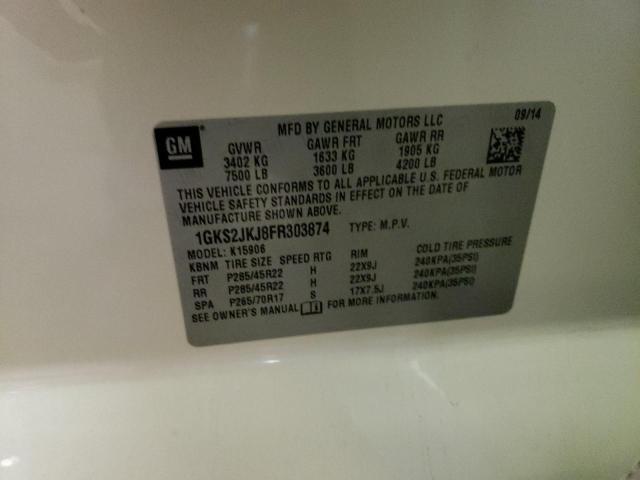 GM
MFD BY GENERAL MOTORS LLC 09/14
GVWR GAWR FRT GAWR RR
3402 KG 1633 KG 1905 KG
7500 LB 3600 LB 4200 LB
THIS VEHICLE CONFORMS TO ALL APPLICABLE U.S. FEDERAL MOTOR
VEHICLE SAFETY STANDARDS IN EFFECT ON THE DATE OF
MANUFACTURE SHOWN ABOVE.
1GKS2JKJ8FR303874 TYPE: M.P.V.
MODEL: K15906
KBNM TIRE SIZE SPEED RTG RIM COLD TIRE PRESSURE
FRT P285/45R22 H 22X9J 240KPA(35PSI)
RR P285/45R22 H 22X9J 240KPA(35PSI)
SPA P265/70R17 S 17X7.5J 240KPA(35PSI)
SEE OWNER'S MANUAL FOR MORE INFORMATION.